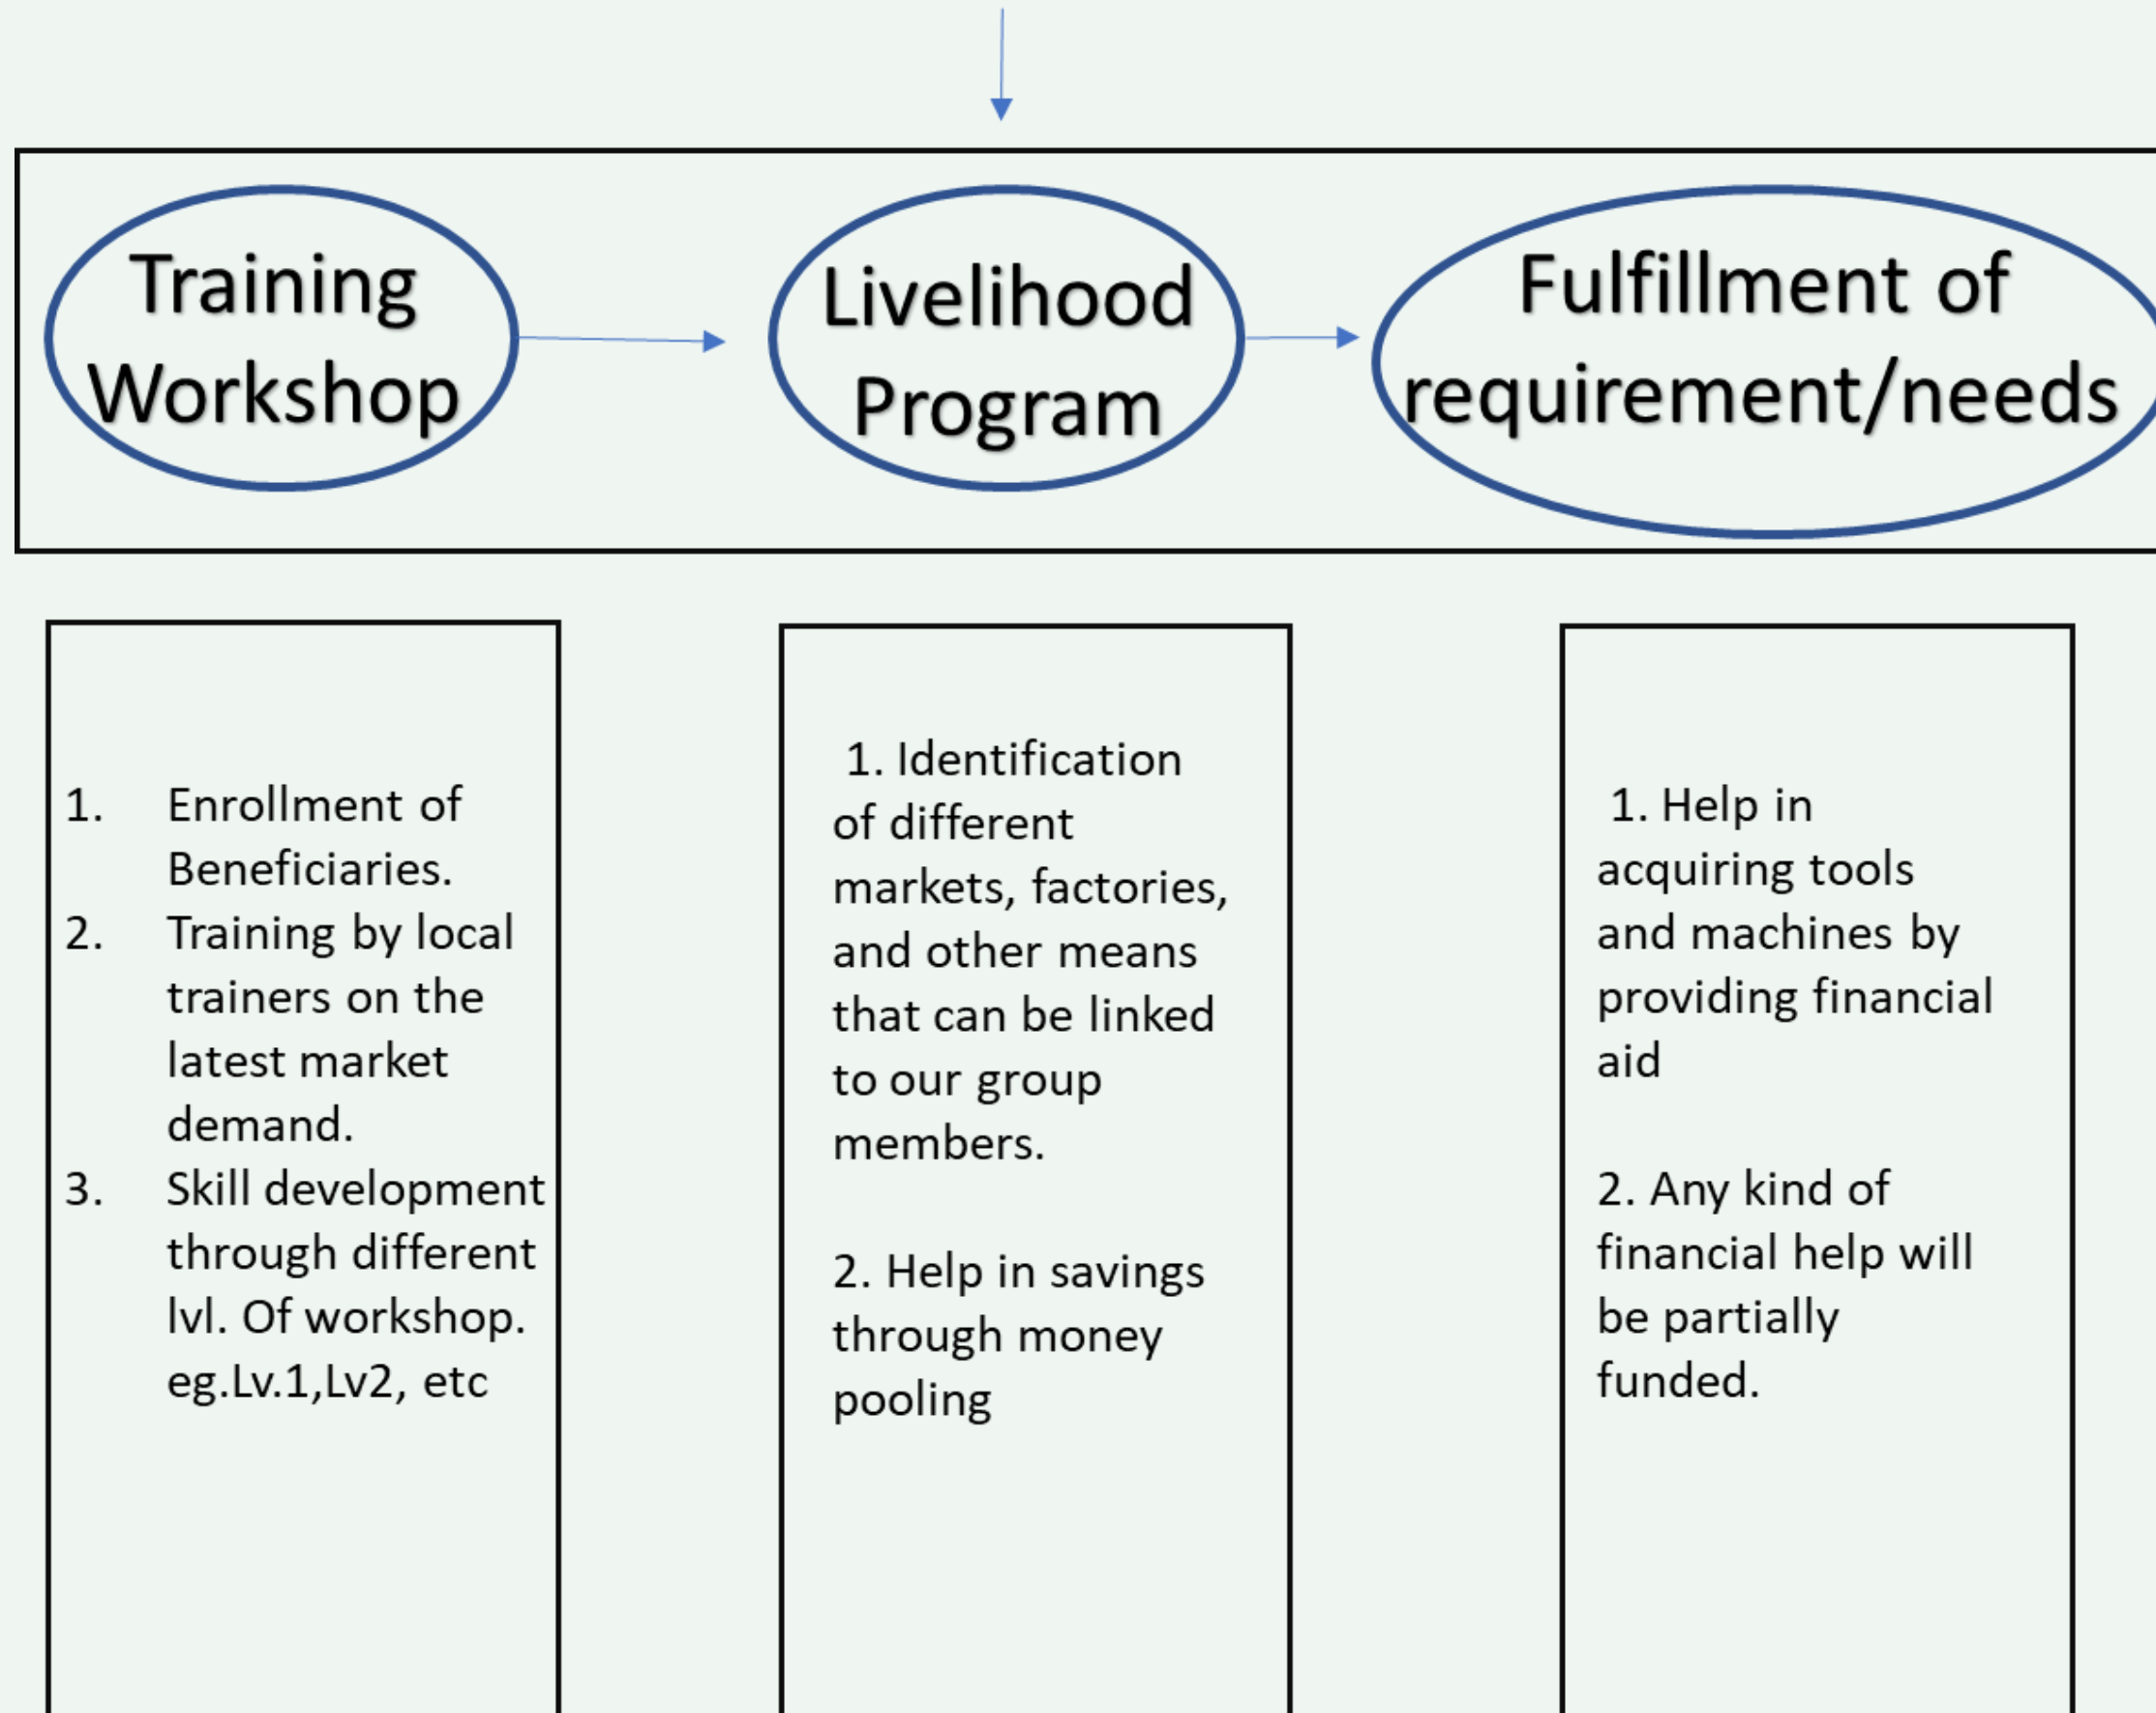 Training
Workshop
Livelihood
Program
Fulfillment of
requirement/needs
1. Enrollment of
Beneficiaries.
2. Training by local
trainers on the
latest market
demand.
3. Skill development
through different
lvl. Of workshop.
eg.Lv.1,Lv2, etc
1. Identification
of different
markets, factories,
and other means
that can be linked
to our group
members.
2. Help in savings
through money
pooling
1. Help in
acquiring tools
and machines by
providing financial
aid
2. Any kind of
financial help will
be partially
funded.